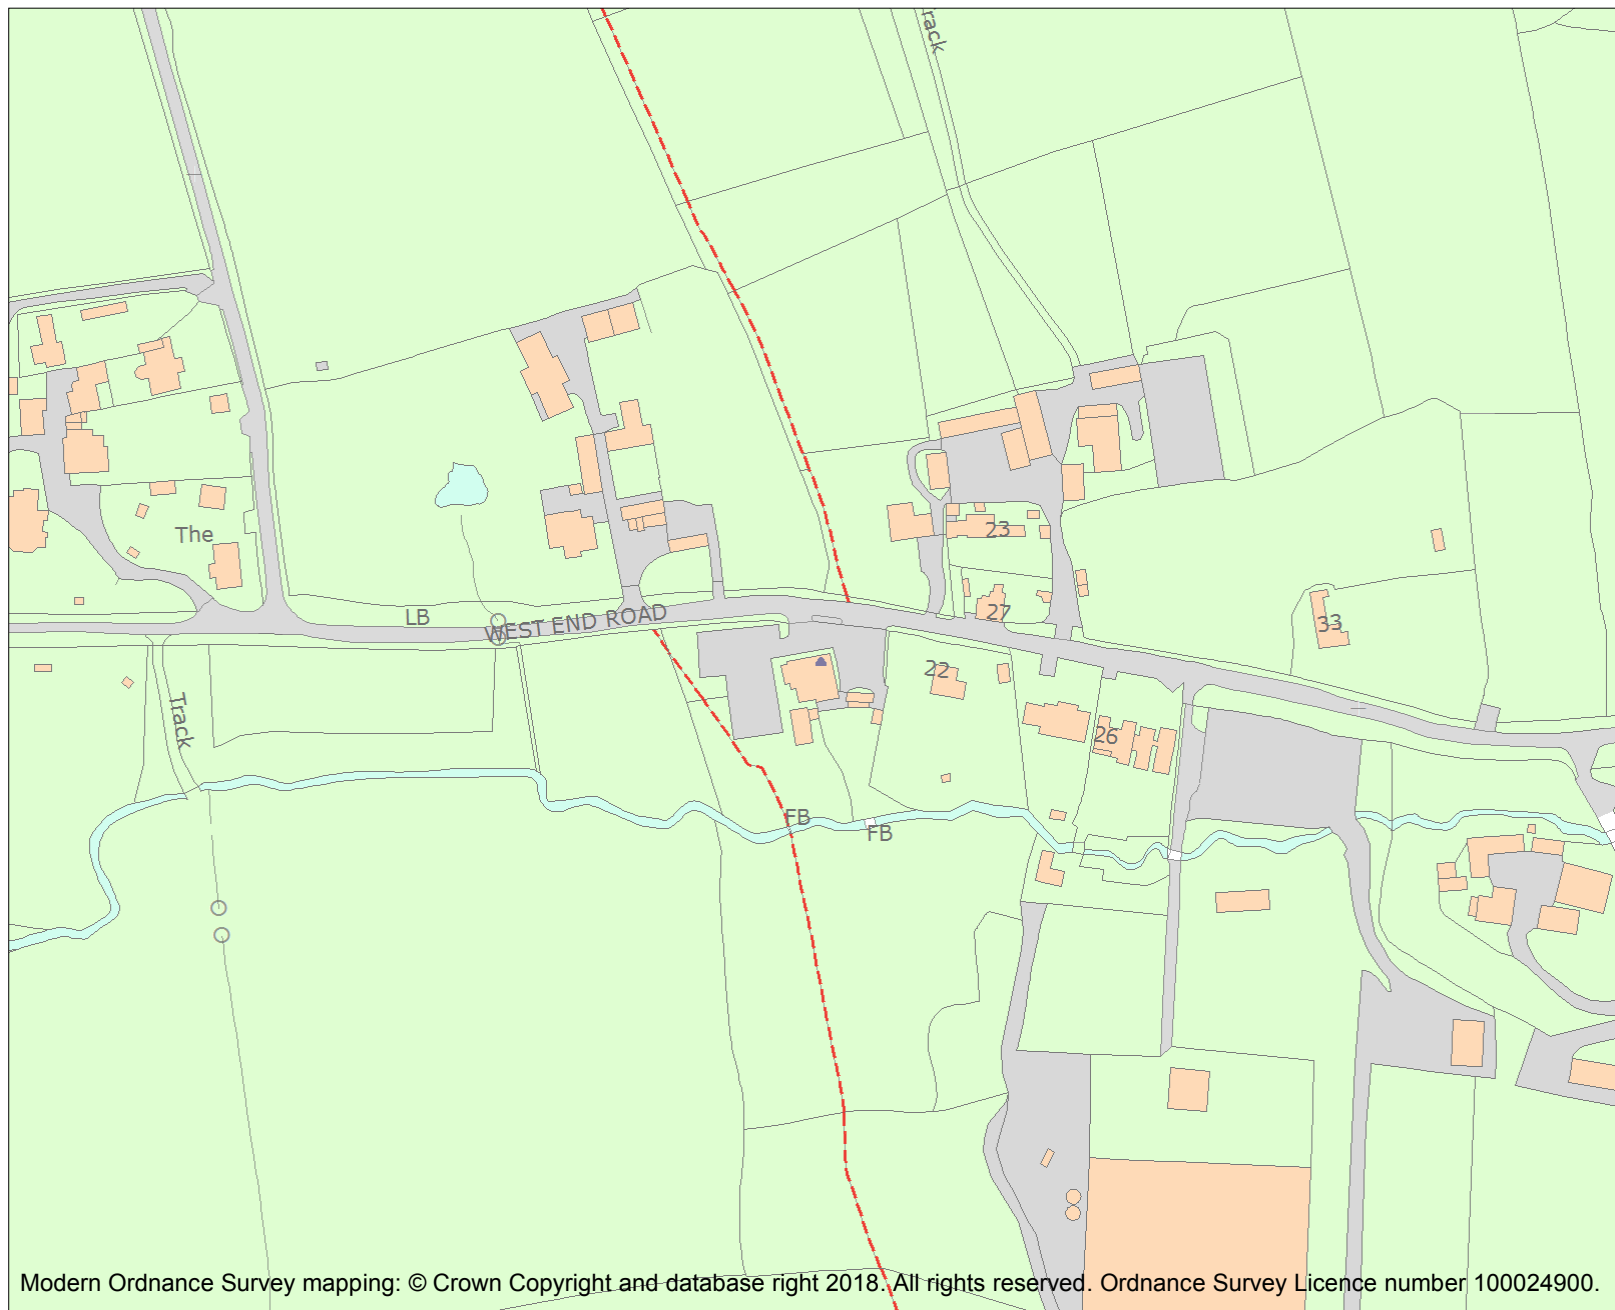 rack
The
23
LB
WEST END ROAD
27
33
22
Track
26
FB
FB
Modern Ordnance Survey mapping: © Crown Copyright and database right 2018. All rights reserved. Ordnance Survey Licence number 100024900.